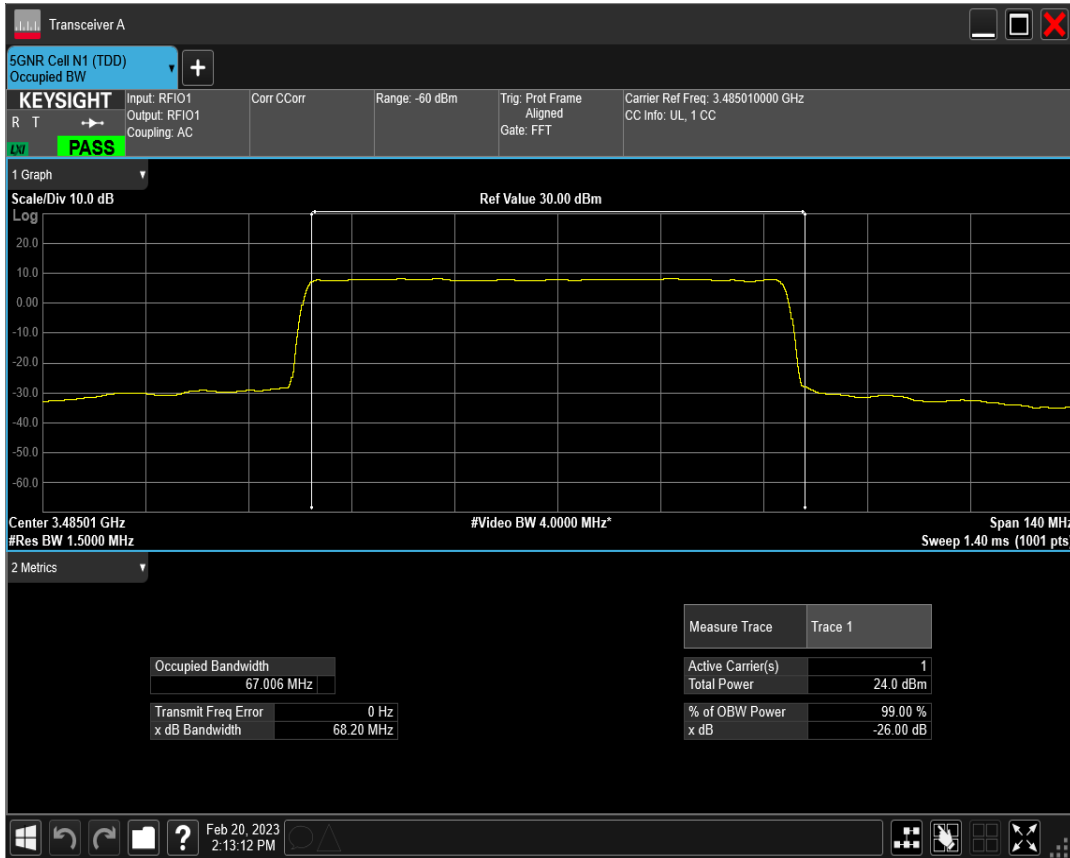 Transceiver A
5GNR Cell N1 (TDD)
Occupied BW
+
KEYSIGHT
R T
LXI
PASS
Input: RFIO1
Output: RFIO1
Coupling: AC
Corr CCorr
Range: -60 dBm
Trig: Prot Frame
Aligned
Gate: FFT
Carrier Ref Freq: 3.485010000 GHz
CC Info: UL, 1 CC
1 Graph
Scale/Div 10.0 dB
Ref Value 30.00 dBm
Log
20.0
10.0
0.00
-10.0
-20.0
-30.0
-40.0
-50.0
-60.0
Center 3.48501 GHz
#Video BW 4.0000 MHz*
Span 140 MHz
#Res BW 1.5000 MHz
Sweep 1.40 ms (1001 pts)
2 Metrics
Measure Trace Trace 1
Occupied Bandwidth
67.006 MHz
Active Carrier(s) 1
Total Power 24.0 dBm
Transmit Freq Error 0 Hz
x dB Bandwidth 68.20 MHz
% of OBW Power 99.00 %
x dB -26.00 dB
?
Feb 20, 2023
2:13:12 PM